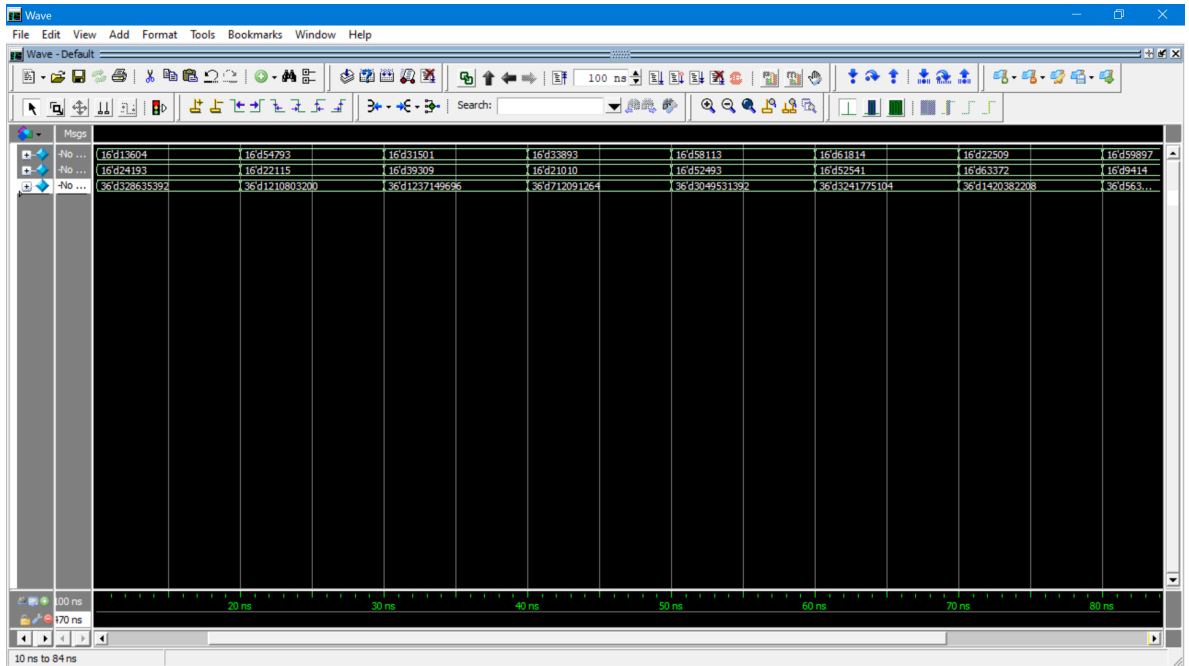 Wave
File Edit View Add Format Tools Bookmarks Window Help
Wave - Default
100 ns
Search:
Msgs
-No ... 16'd13604 16'd54793 16'd31501 16'd33893 16'd58113 16'd61814 16'd22509 16'd59897
-No ... 16'd24193 16'd22115 16'd39309 16'd21010 16'd52493 16'd52541 16'd63372 16'd9414
-No ... 36'd328635392 36'd1210803200 36'd1237149696 36'd712091264 36'd3049531392 36'd3241775104 36'd1420382208 36'd563...
100 ns 20 ns 30 ns 40 ns 50 ns 60 ns 70 ns 80 ns
470 ns
10 ns to 84 ns